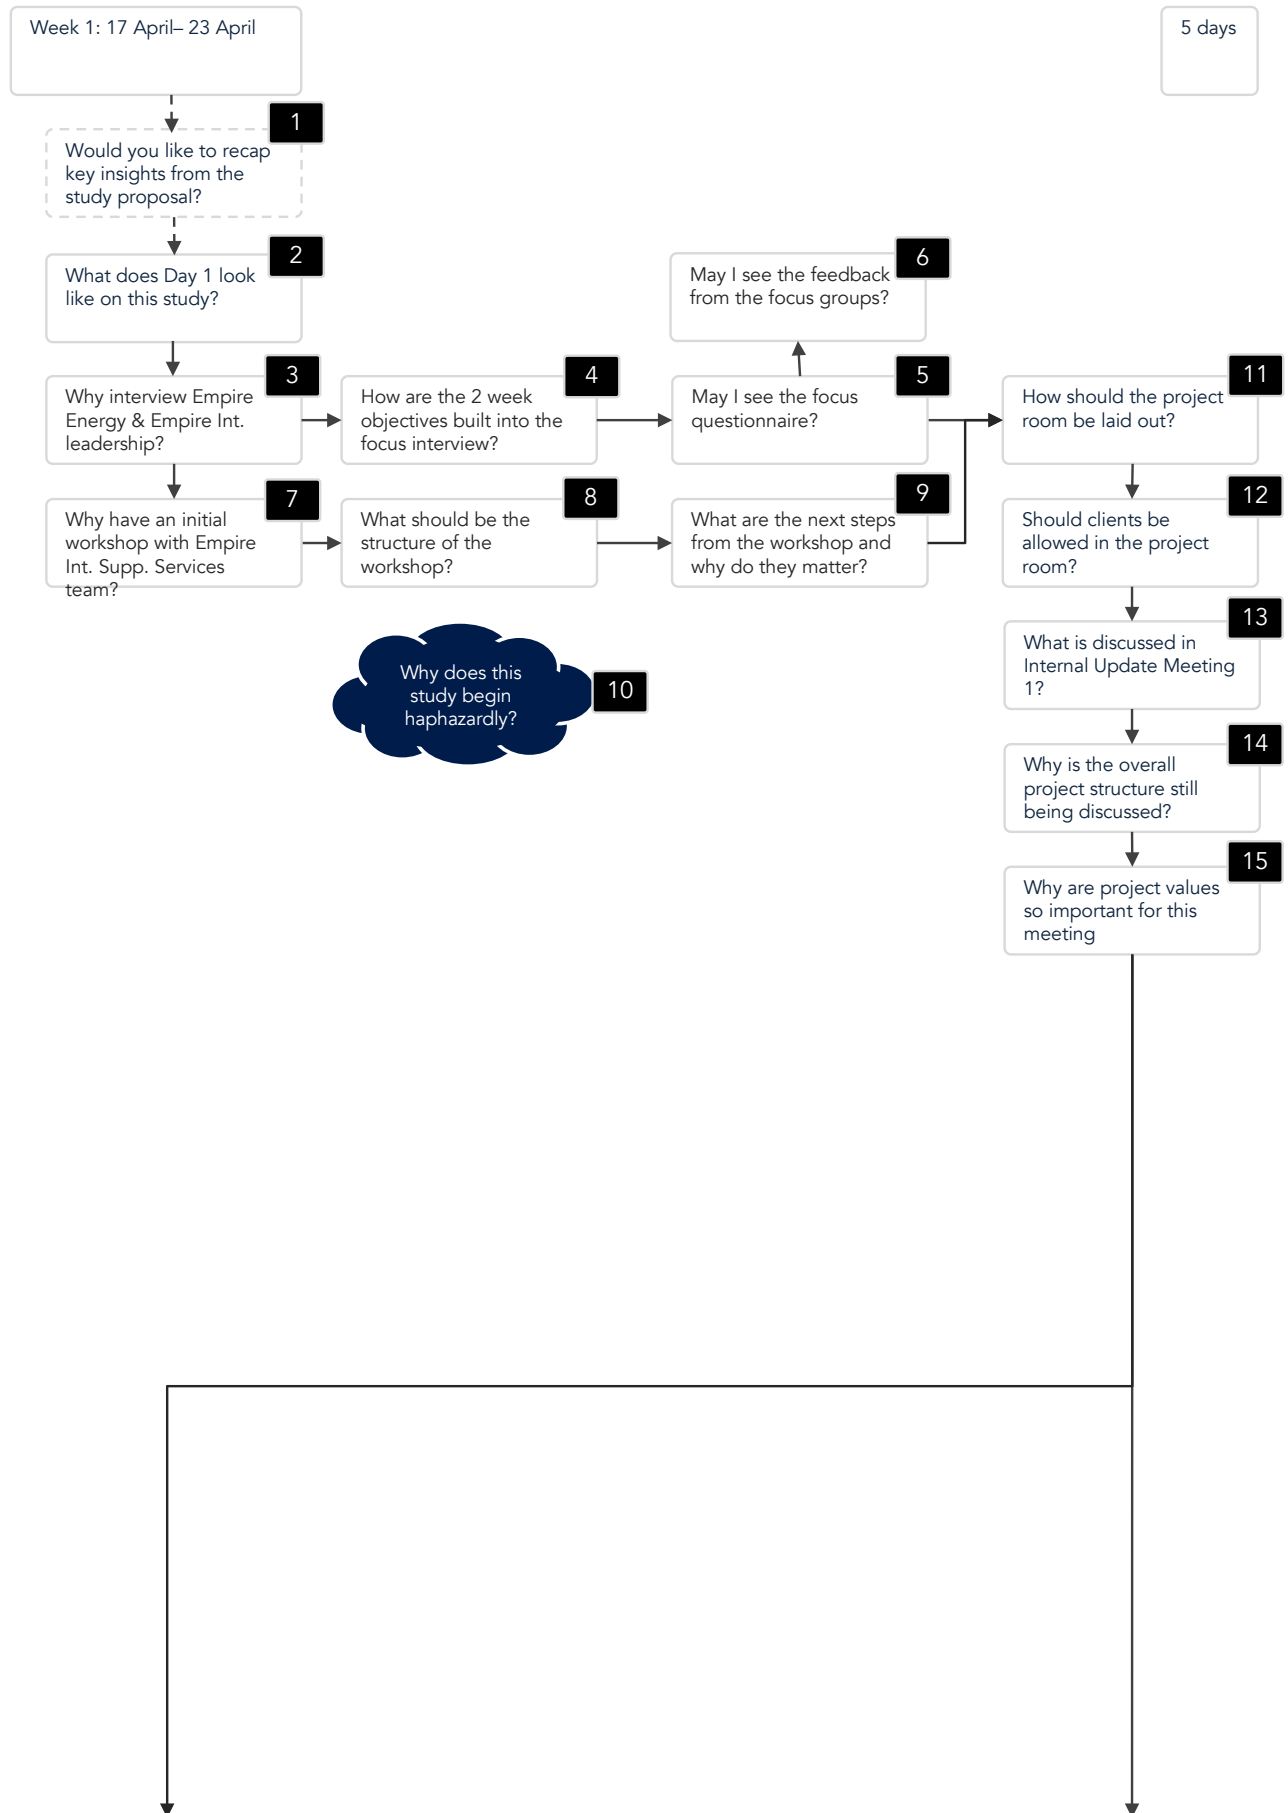 Week 1: 17 April– 23 April
5 days
1
Would you like to recap
key insights from the
study proposal?
2
What does Day 1 look
like on this study?
3
Why interview Empire
Energy & Empire Int.
leadership?
4
How are the 2 week
objectives built into the
focus interview?
5
May I see the focus
questionnaire?
6
May I see the feedback
from the focus groups?
7
Why have an initial
workshop with Empire
Int. Supp. Services
team?
8
What should be the
structure of the
workshop?
9
What are the next steps
from the workshop and
why do they matter?
10
Why does this
study begin
haphazardly?
11
How should the project
room be laid out?
12
Should clients be
allowed in the project
room?
13
What is discussed in
Internal Update Meeting
1?
14
Why is the overall
project structure still
being discussed?
15
Why are project values
so important for this
meeting